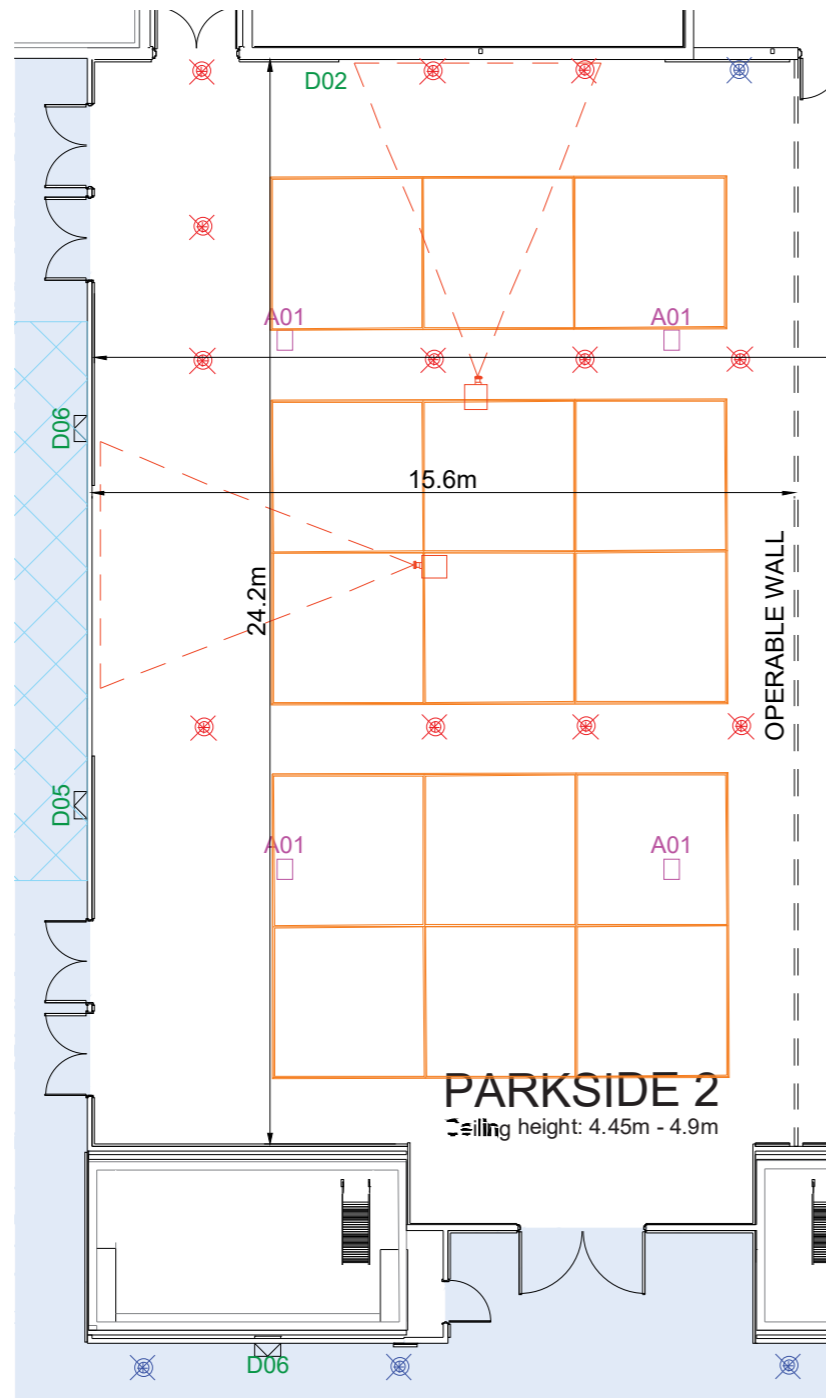 D02
A01
A01
D06
15.6m
24.2m
OPERABLE WALL
D05
A01
A01
PARKSIDE 2
Ceiling height: 4.45m - 4.9m
D06